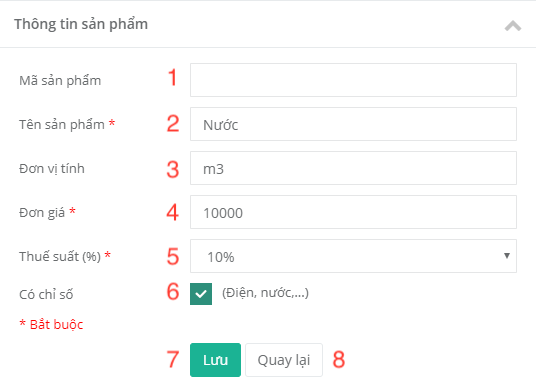 Thông tin sản phẩm
Mã sản phẩm 1
Tên sản phẩm * 2 Nước
Đơn vị tính 3 m3
Đơn giá * 4 10000
Thuế suất (%) * 5 10%
Có chỉ số 6 (Điện, nước,...)
* Bắt buộc
7 Lưu Quay lại 8